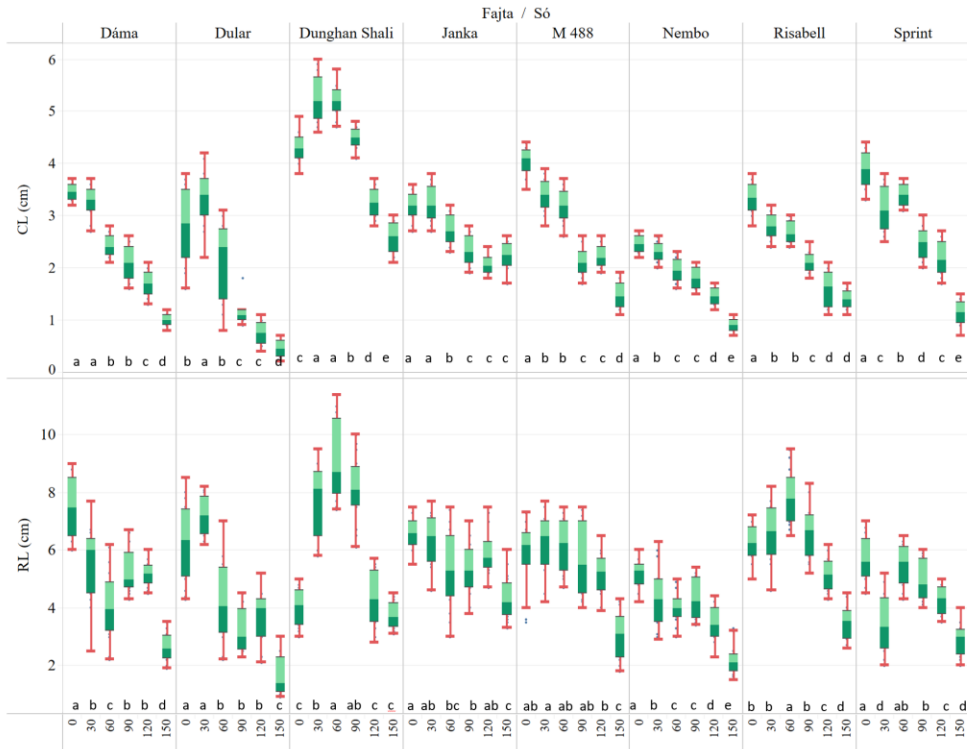 Fajta / Só
Dáma Dular Dunghan Shali Janka M 488 Nembo Risabell Sprint
6
5
4
CL (cm)
3
2
1
0
a a b b c d b a b c c d c a a b d e a a b c c c a b b c c d a b c c d e a b b c d d a c b d d e
10
8
RL (cm)
6
4
2
a b c b b d a a b b b c c b a ab c c a ab bc b ab c ab a ab ab b c a b c c d e b b a b c d a d ab b c d
0 30 60 90 120 150 0 30 60 90 120 150 0 30 60 90 120 150 0 30 60 90 120 150 0 30 60 90 120 150 0 30 60 90 120 150 0 30 60 90 120 150 0 30 60 90 120 150